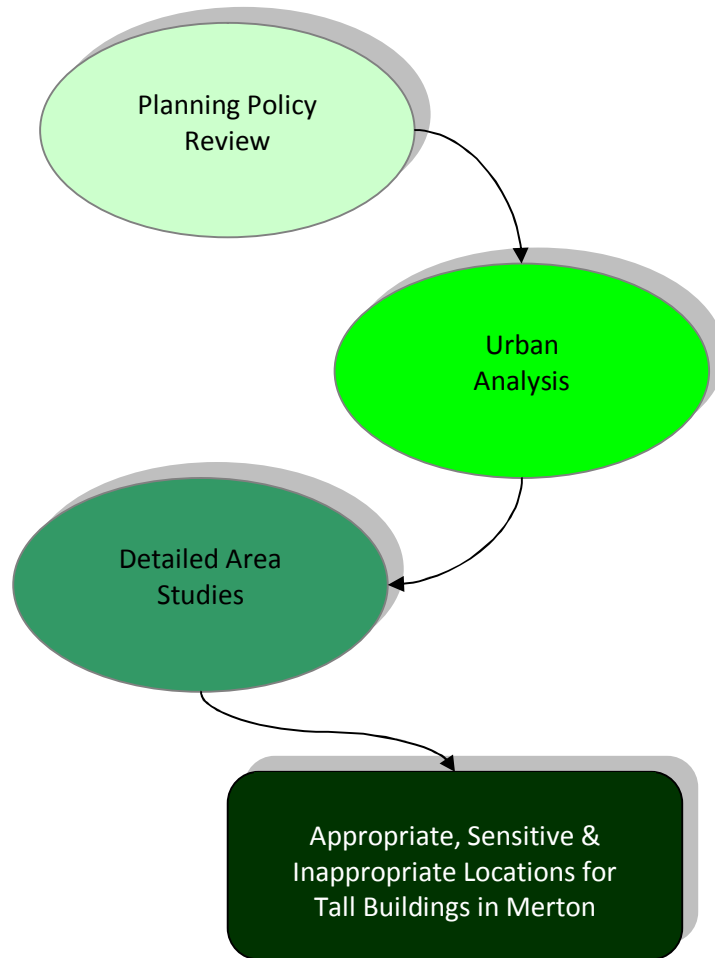 Planning Policy
Review
Urban
Analysis
Detailed Area
Studies
Appropriate, Sensitive &
Inappropriate Locations for
Tall Buildings in Merton